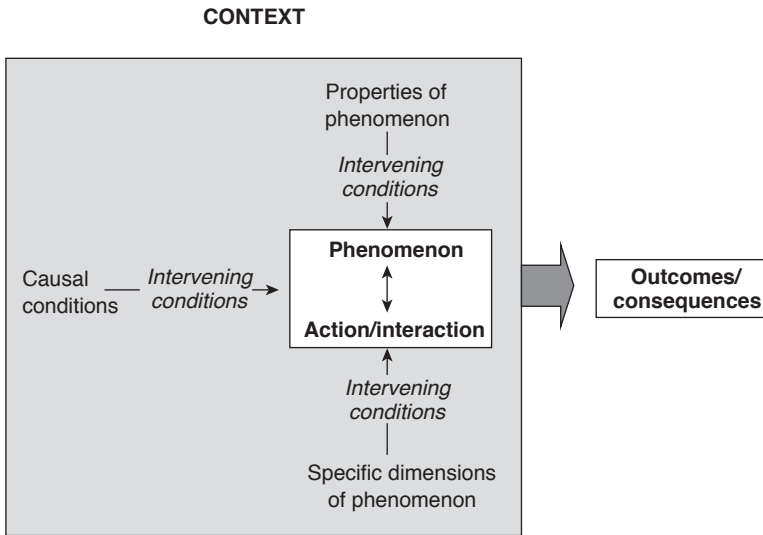 CONTEXT
Properties of
phenomenon
Intervening
conditions
Phenomenon
Causal
conditions
Intervening
conditions
Action/interaction
Outcomes/
consequences
Intervening
conditions
Specific dimensions
of phenomenon